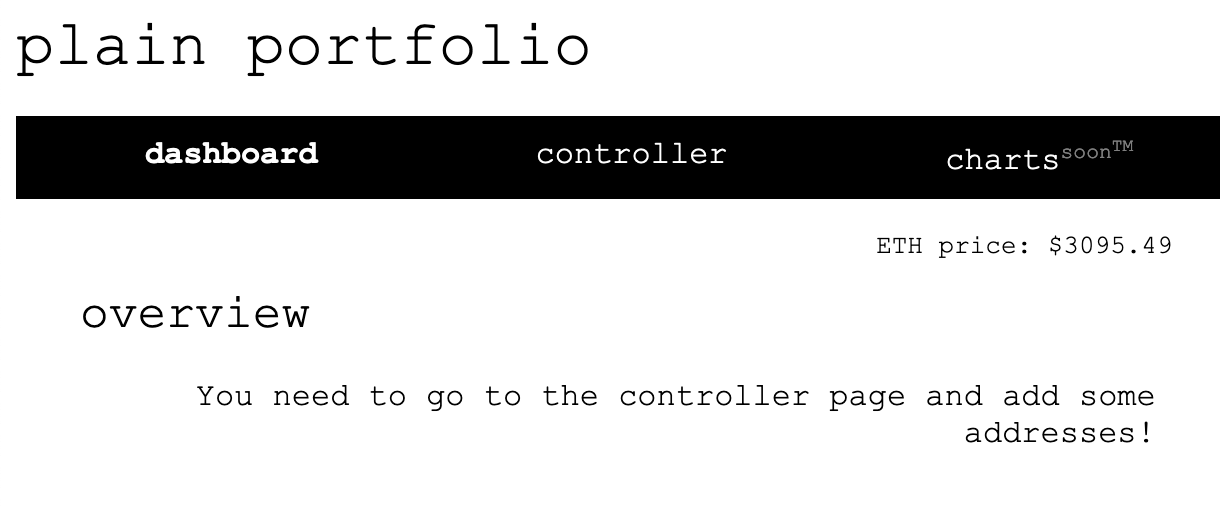 plain portfolio
dashboard controller charts soon™
ETH price: $3095.49
overview
You need to go to the controller page and add some
addresses!